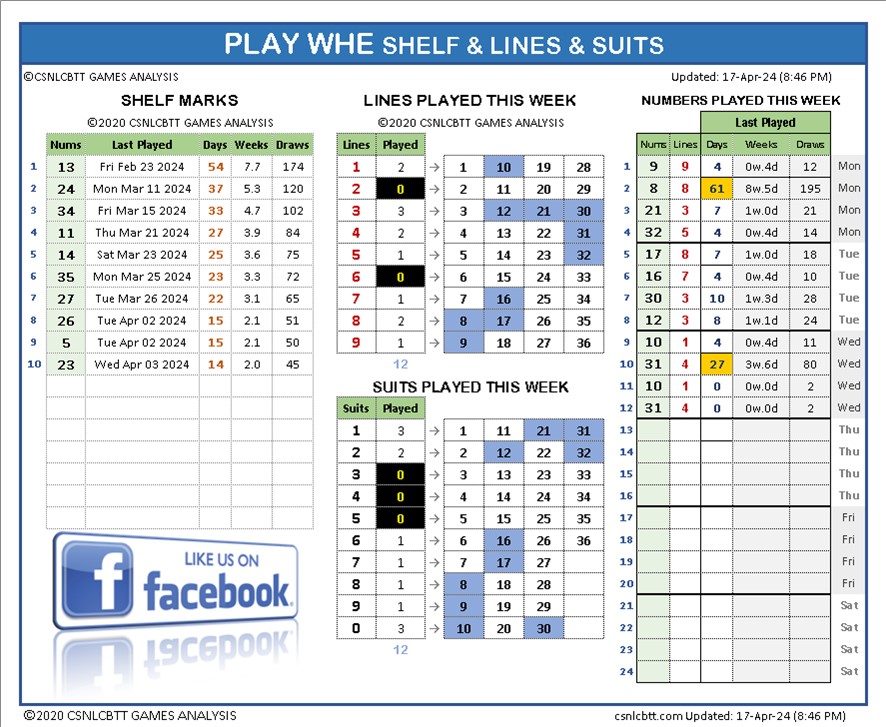 PLAY WHE SHELF & LINES & SUITS
©CSNLCBTT GAMES ANALYSIS Updated: 17-Apr-24 (8:46 PM)
SHELF MARKS
©2020 CSNLCBTT GAMES ANALYSIS
Nums Last Played Days Weeks Draws
1 13 Fri Feb 23 2024 54 7.7 174
2 24 Mon Mar 11 2024 37 5.3 120
3 34 Fri Mar 15 2024 33 4.7 102
4 11 Thu Mar 21 2024 27 3.9 84
5 14 Sat Mar 23 2024 25 3.6 75
6 35 Mon Mar 25 2024 23 3.3 72
7 27 Tue Mar 26 2024 22 3.1 65
8 26 Tue Apr 02 2024 15 2.1 51
9 5 Tue Apr 02 2024 15 2.1 50
10 23 Wed Apr 03 2024 14 2.0 45
LIKE US ON
facebook.
LINES PLAYED THIS WEEK
©2020 CSNLCBTT GAMES ANALYSIS
Lines Played
1 2 → 1 10 19 28
2 0 → 2 11 20 29
3 3 → 3 12 21 30
4 2 → 4 13 22 31
5 1 → 5 14 23 32
6 0 → 6 15 24 33
7 1 → 7 16 25 34
8 2 → 8 17 26 35
9 1 → 9 18 27 36
12
SUITS PLAYED THIS WEEK
Suits Played
1 3 → 1 11 21 31
2 2 → 2 12 22 32
3 0 → 3 13 23 33
4 0 → 4 14 24 34
5 0 → 5 15 25 35
6 1 → 6 16 26 36
7 1 → 7 17 27
8 1 → 8 18 28
9 1 → 9 19 29
0 3 → 10 20 30
12
NUMBERS PLAYED THIS WEEK
Last Played
Nums Lines Days Weeks Draws
1 9 9 4 0w.4d 12 Mon
2 8 8 61 8w.5d 195 Mon
3 21 3 7 1w.0d 21 Mon
4 32 5 4 0w.4d 14 Mon
5 17 8 7 1w.0d 18 Tue
6 16 7 4 0w.4d 10 Tue
7 30 3 10 1w.3d 28 Tue
8 12 3 8 1w.1d 24 Tue
9 10 1 4 0w.4d 11 Wed
10 31 4 27 3w.6d 80 Wed
11 10 1 0 0w.0d 2 Wed
12 31 4 0 0w.0d 2 Wed
13 Thu
14 Thu
15 Thu
16 Thu
17 Fri
18 Fri
19 Fri
20 Fri
21 Sat
22 Sat
23 Sat
24 Sat
©2020 CSNLCBTT GAMES ANALYSIS csnlcbtt.com Updated: 17-Apr-24 (8:46 PM)